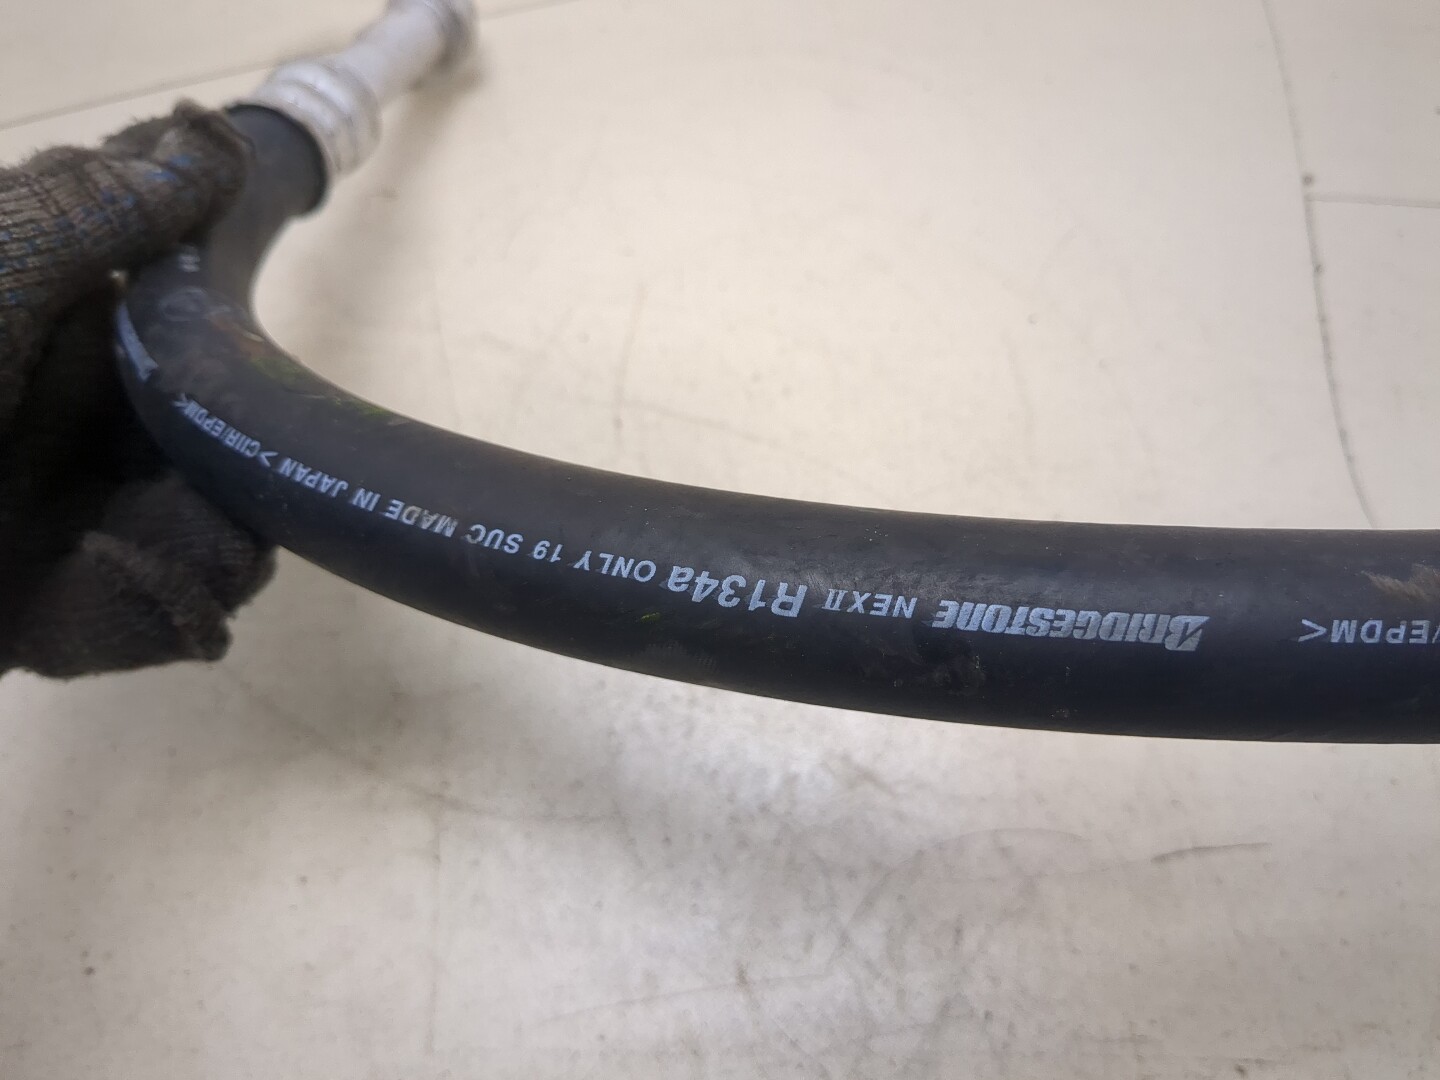 /EPDM<
BRIDGESTONE NEXII R134a ONLY 19 SUC MADE IN JAPAN >CIIR/EPDM<